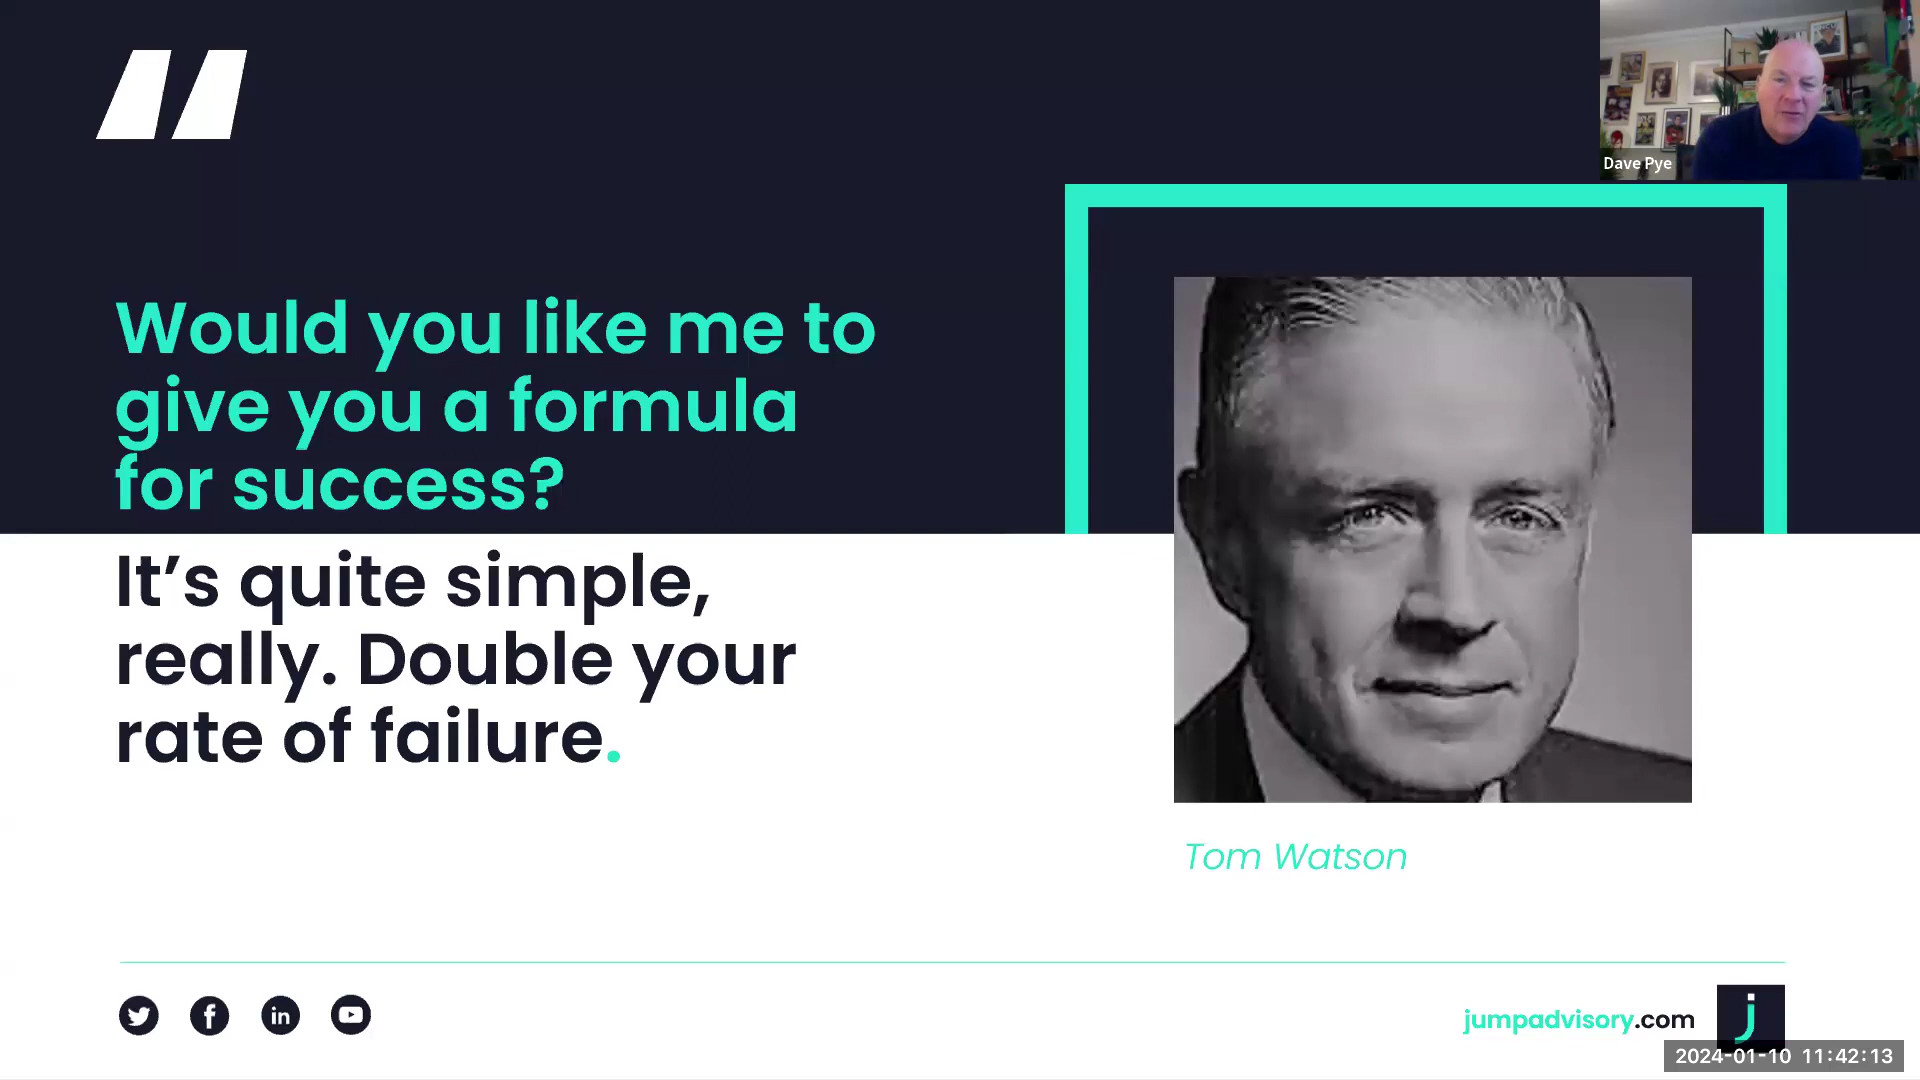 Dave Pye
Would you like me to
give you a formula
for success?
It’s quite simple,
really. Double your
rate of failure.
Tom Watson
jumpadvisory.com
2024-01-10 11:42:13